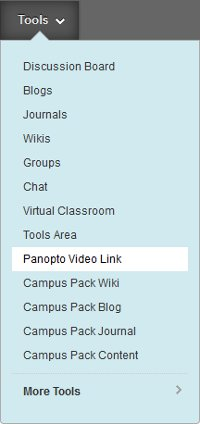 Tools
Discussion Board
Blogs
Journals
Wikis
Groups
Chat
Virtual Classroom
Tools Area
Panopto Video Link
Campus Pack Wiki
Campus Pack Blog
Campus Pack Journal
Campus Pack Content
More Tools